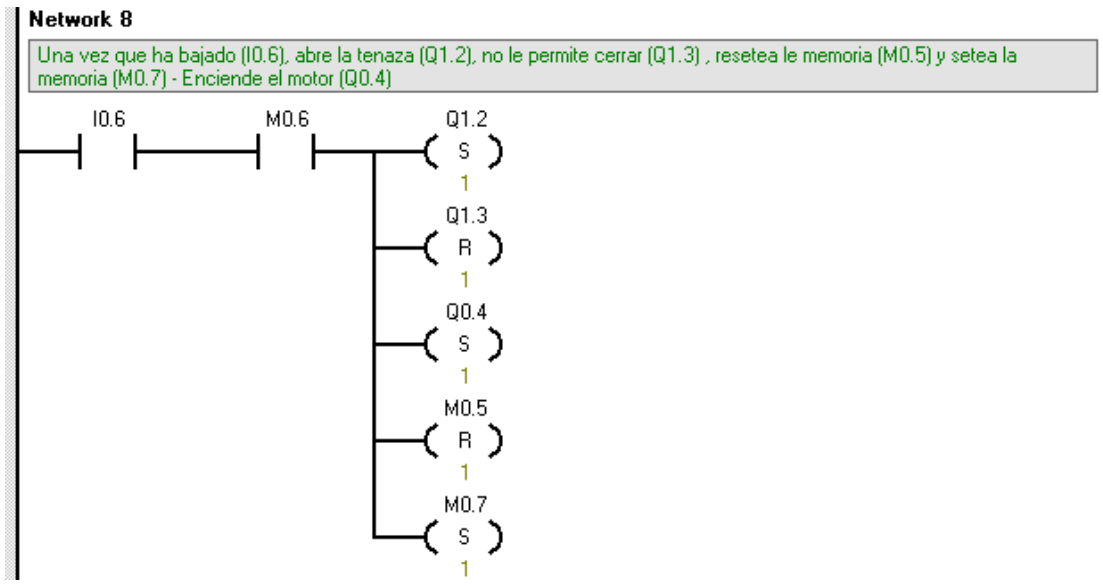 Network 8
Una vez que ha bajado (I0.6), abre la tenaza (Q1.2), no le permite cerrar (Q1.3) , resetea le memoria (M0.5) y setea la
memoria (M0.7) - Enciende el motor (Q0.4)
I0.6 M0.6 Q1.2
S
1
Q1.3
R
1
Q0.4
S
1
M0.5
R
1
M0.7
S
1